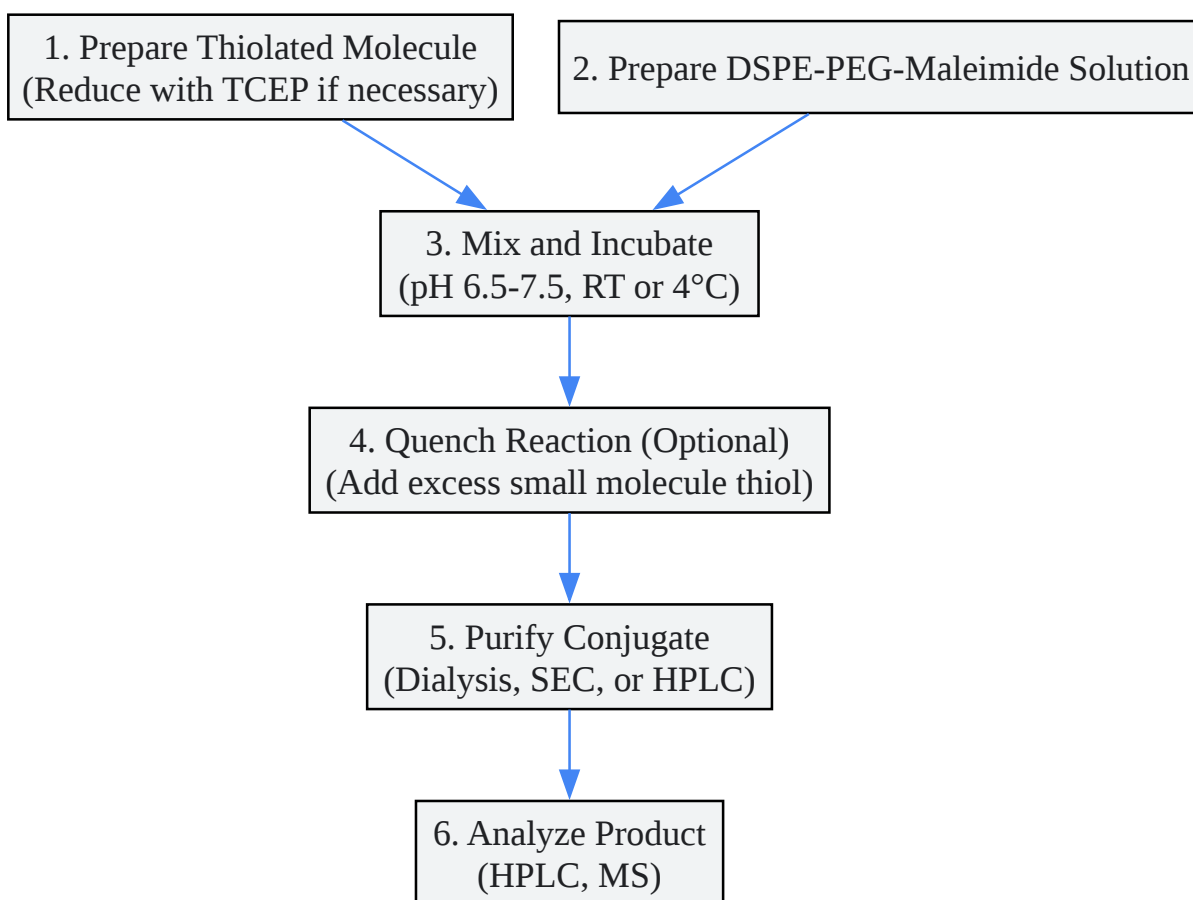 1. Prepare Thiolated Molecule
(Reduce with TCEP if necessary)
2. Prepare DSPE-PEG-Maleimide Solution
3. Mix and Incubate
(pH 6.5-7.5, RT or 4°C)
4. Quench Reaction (Optional)
(Add excess small molecule thiol)
5. Purify Conjugate
(Dialysis, SEC, or HPLC)
6. Analyze Product
(HPLC, MS)